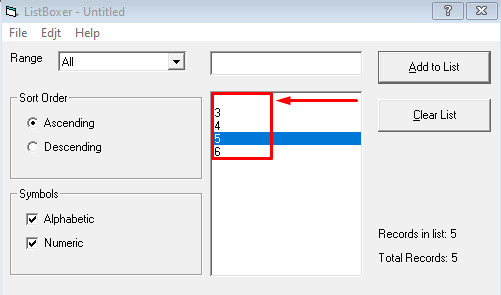 ListBoxer - Untitled
File Edjt Help
Range All
Add to List
Sort Order
Ascending
Descending
3
4
5
6
Clear List
Symbols
Alphabetic
Numeric
Records in list: 5
Total Records: 5